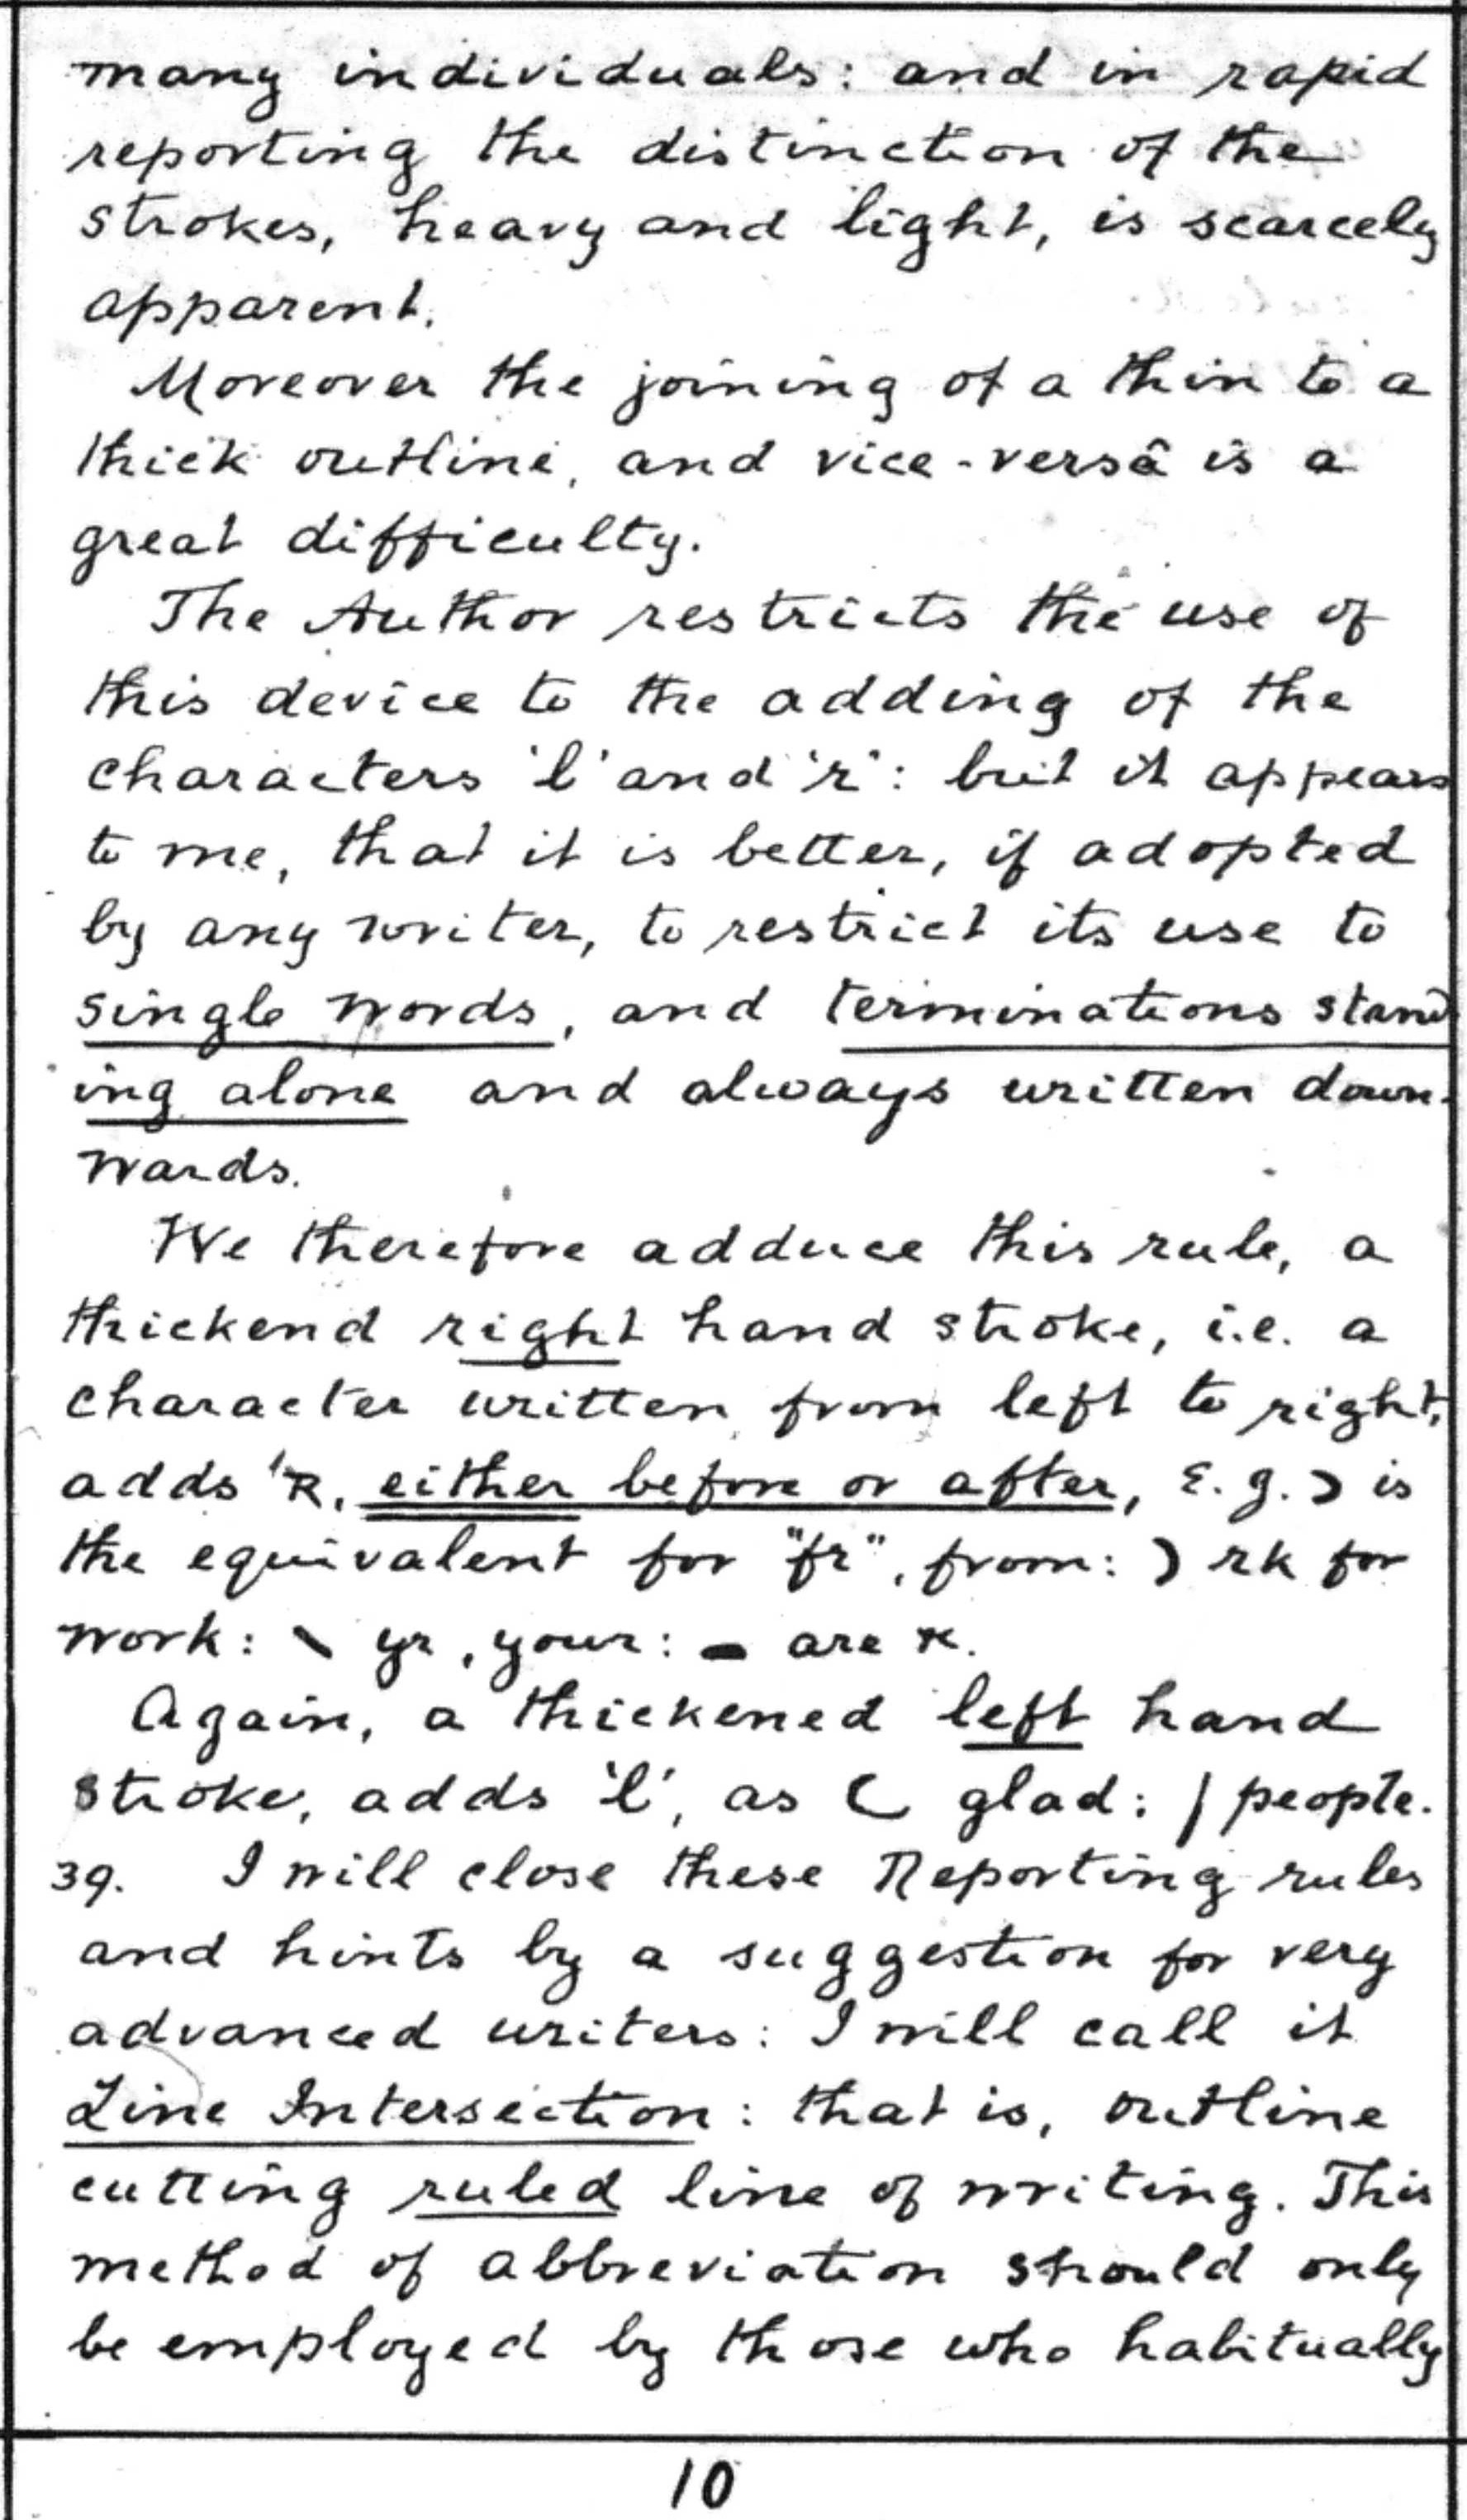 many individuals: and in rapid
reporting the distinction of the
strokes, heavy and light, is scarcely
apparent.
Moreover the joining of a thin to a
thick outline, and vice-versâ is a
great difficulty.
The Author restricts the use of
this device to the adding of the
characters 'l' and 'r': but it appears
to me, that it is better, if adopted
by any writer, to restrict its use to
single words, and terminations stand
ing alone and always written down-
wards.
We therefore adduce this rule, a
thickend right hand stroke, i.e. a
character written from left to right,
adds 'R, either before or after, E.g. is
the equivalent for "fr", from: ) rk for
work: \ yr, your: - are
Again, a thickened left hand
stroke, adds 'l', as glad: / people.
39. I will close these Reporting rules
and hints by a suggestion for very
advanced writers: I will call it
Line Intersection: that is, outline
cutting ruled line of writing. This
method of abbreviation should only
be employed by those who habitually
10